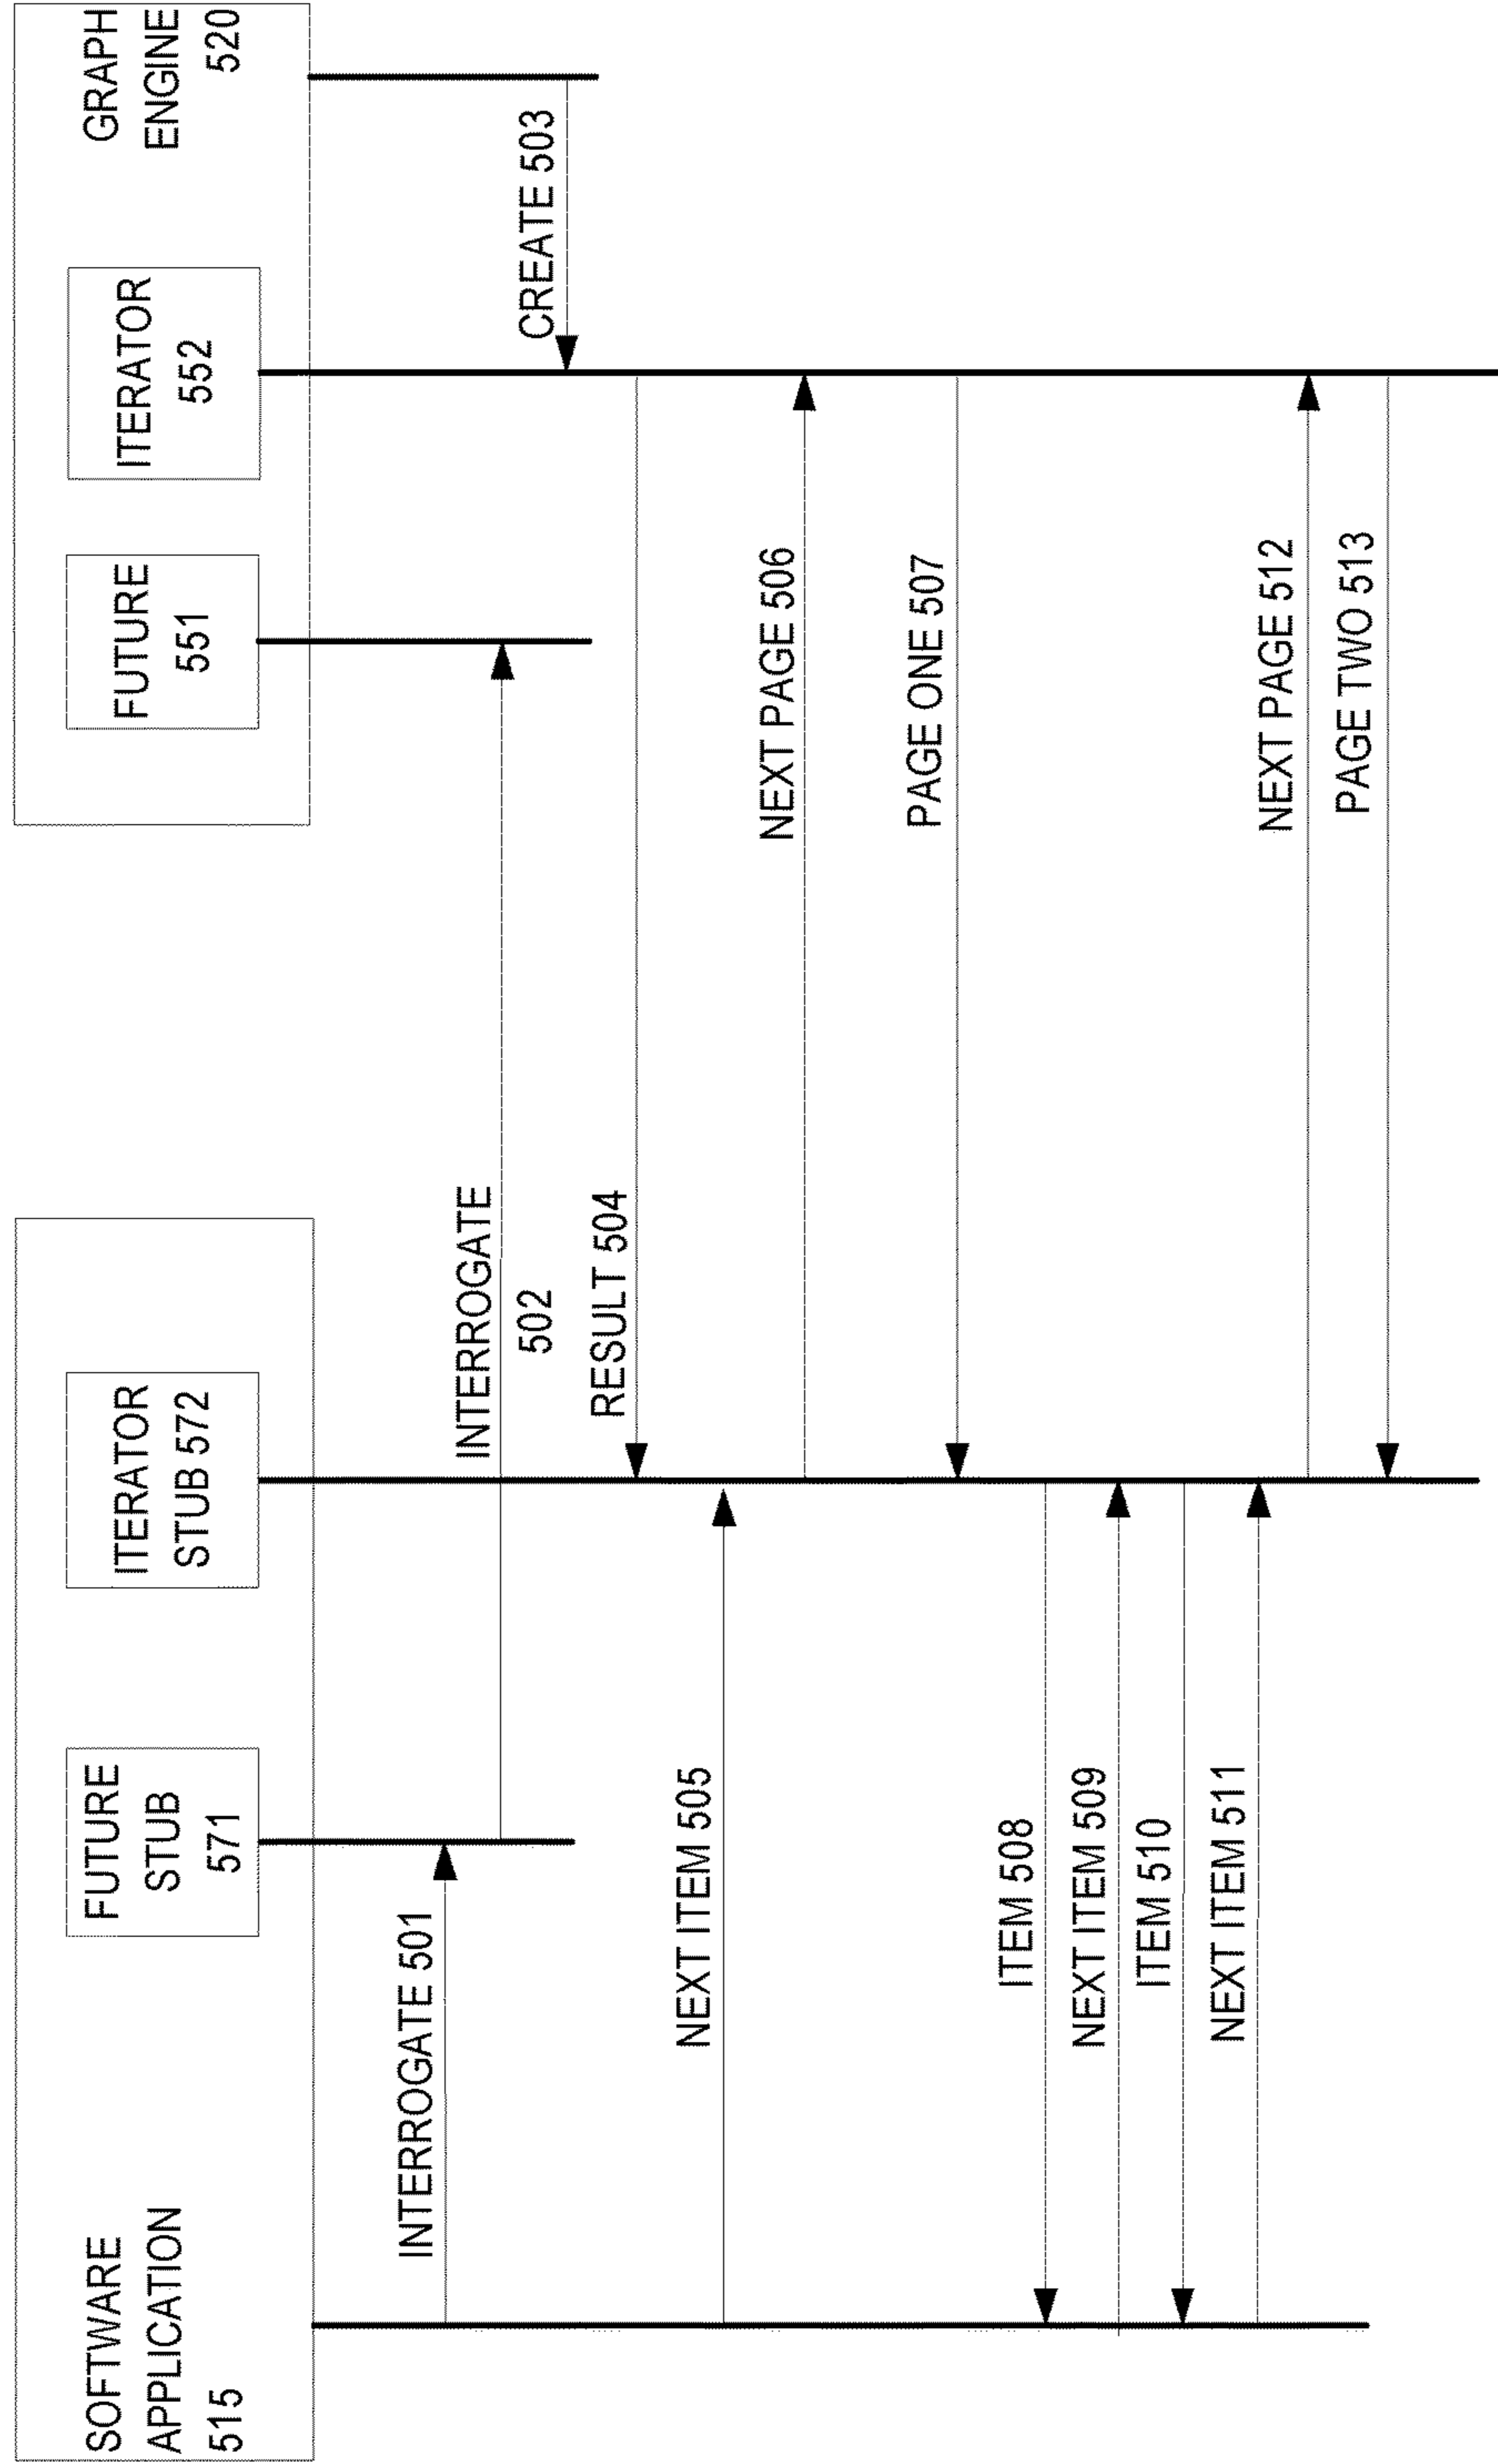 SOFTWARE
APPLICATION
515
FUTURE
STUB
571
ITERATOR
STUB 572
FUTURE
551
ITERATOR
552
GRAPH
ENGINE
520
INTERROGATE 501
INTERROGATE
502
CREATE 503
RESULT 504
NEXT ITEM 505
NEXT PAGE 506
PAGE ONE 507
ITEM 508
NEXT ITEM 509
ITEM 510
NEXT ITEM 511
NEXT PAGE 512
PAGE TWO 513